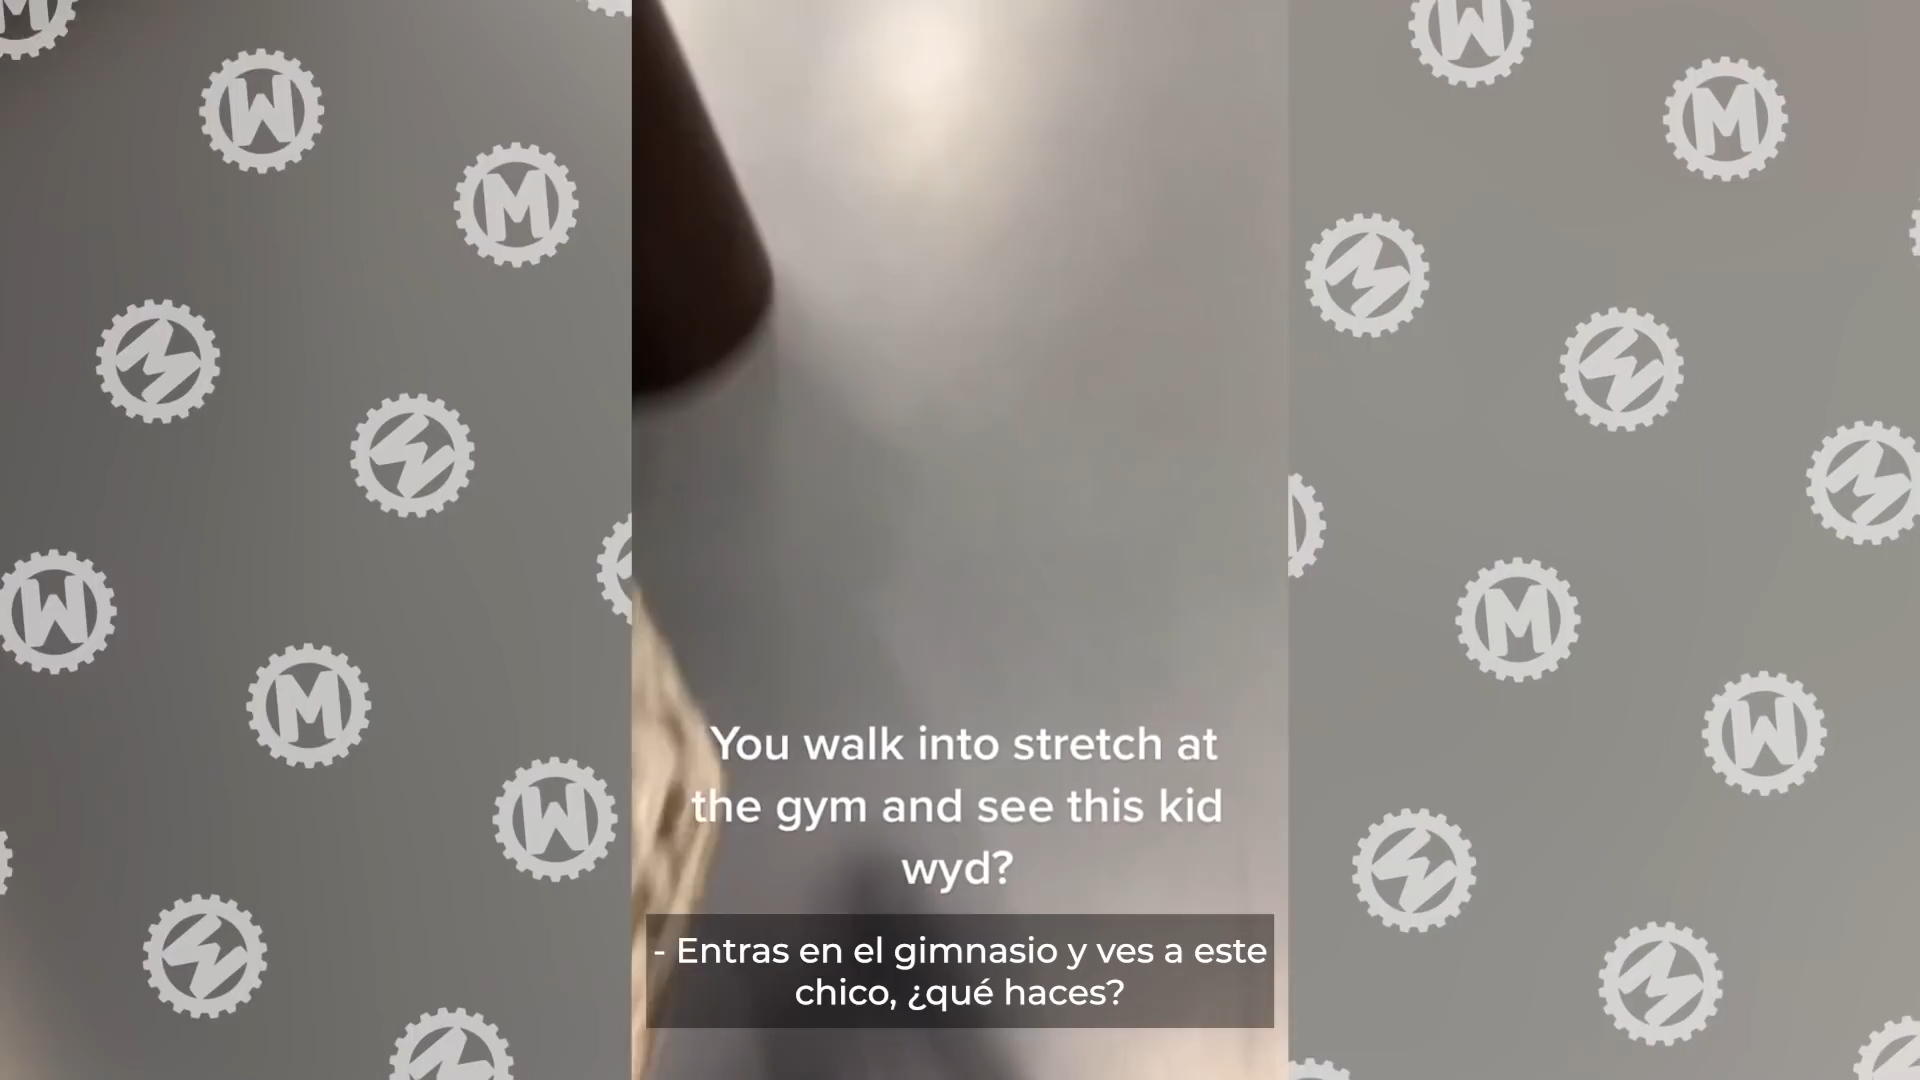 You walk into stretch at
the gym and see this kid
wyd?
- Entras en el gimnasio y ves a este
chico, ¿qué haces?